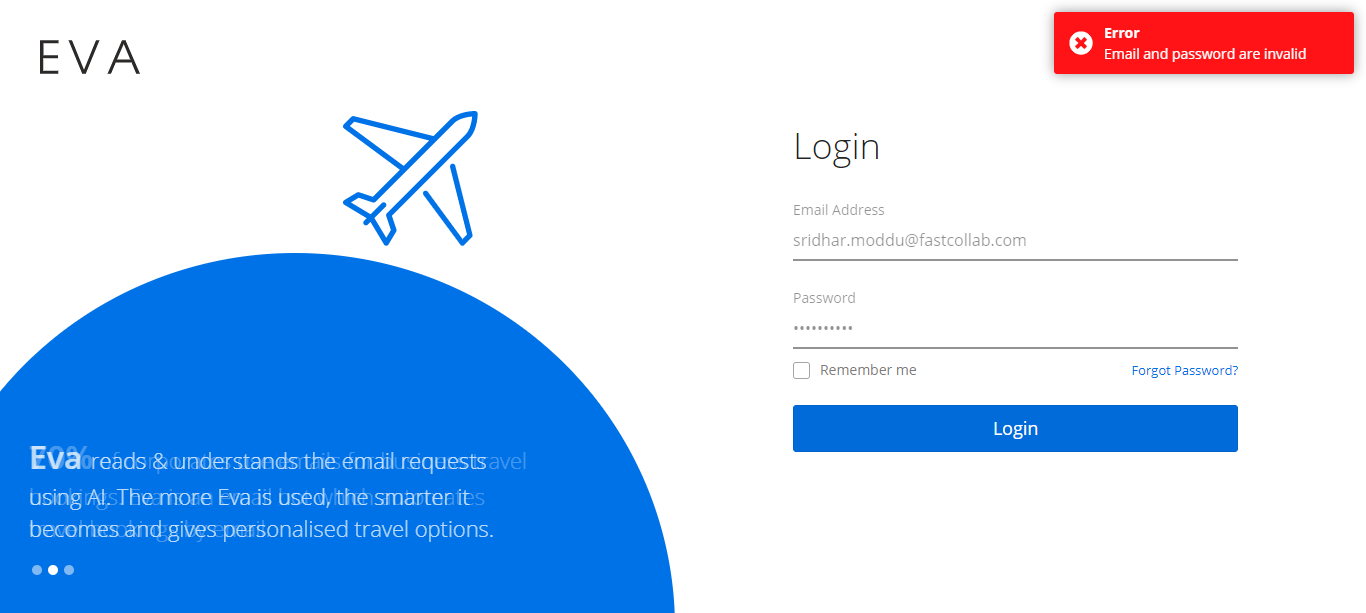 EVA
Error
Email and password are invalid
Login
Email Address
sridhar.moddu@fastcollab.com
Password
••••••••••
Remember me
Forgot Password?
Login
Eva reads & understands the email requests
using AI. The more Eva is used, the smarter it
becomes and gives personalised travel options.